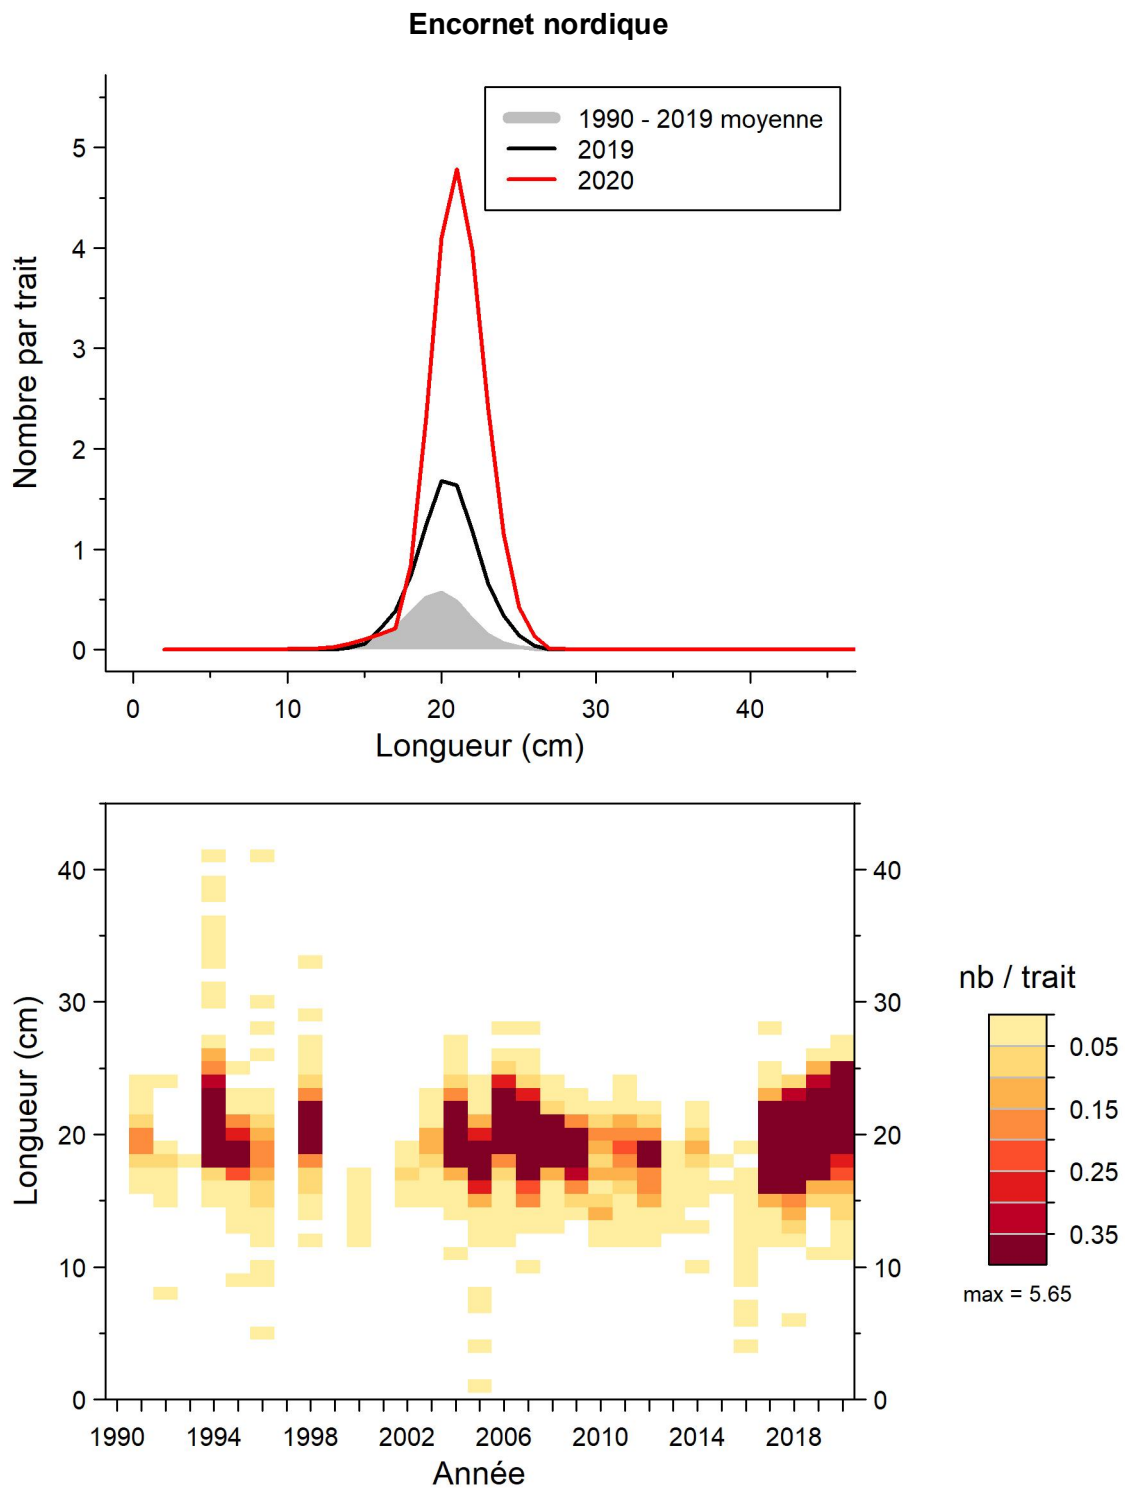 Encornet nordique
1990 - 2019 moyenne
2019
2020
5
4
3
2
1
0
Nombre par trait
0 10 20 30 40
Longueur (cm)
40 40
30 30
20 20
10 10
0 0
Longueur (cm)
1990 1994 1998 2002 2006 2010 2014 2018
Année
nb / trait
0.05
0.15
0.25
0.35
max = 5.65